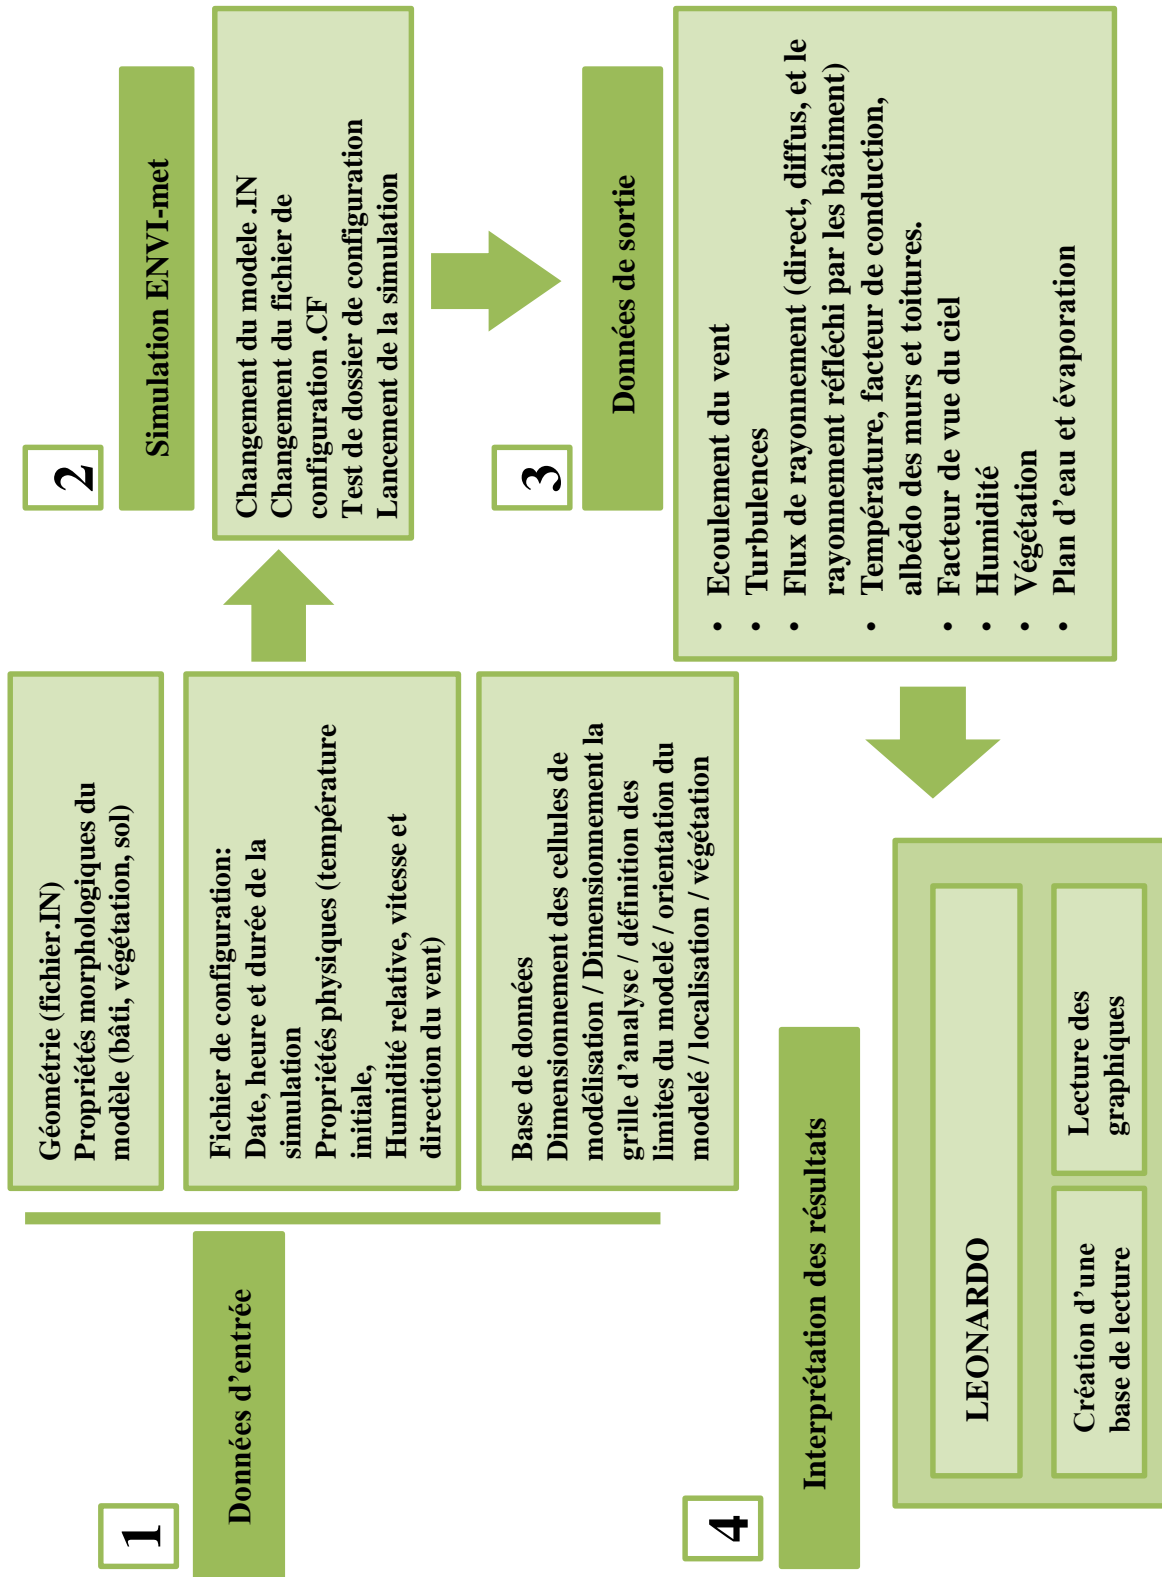 1
Données d’entrée
Géométrie (fichier.IN)
Propriétés morphologiques du
modèle (bâti, végétation, sol)
Fichier de configuration:
Date, heure et durée de la
simulation
Propriétés physiques (température
initiale,
Humidité relative, vitesse et
direction du vent)
Base de données
Dimensionnement des cellules de
modélisation / Dimensionnement la
grille d’analyse / définition des
limites du modelé / orientation du
modelé / localisation / végétation
2
Simulation ENVI-met
Changement du modele .IN
Changement du fichier de
configuration .CF
Test de dossier de configuration
Lancement de la simulation
3
Données de sortie
• Ecoulement du vent
• Turbulences
• Flux de rayonnement (direct, diffus, et le
rayonnement réfléchi par les bâtiment)
• Température, facteur de conduction,
albédo des murs et toitures.
• Facteur de vue du ciel
• Humidité
• Végétation
• Plan d’eau et évaporation
4
Interprétation des résultats
LEONARDO
Création d’une
base de lecture
Lecture des
graphiques